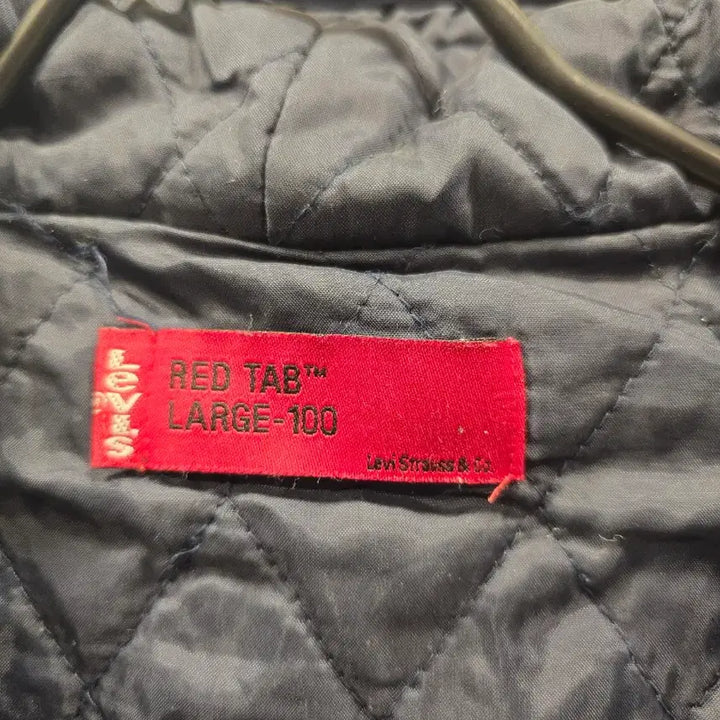 LEVI'S
RED TAB™
LARGE-100
Levi Strauss & Co.